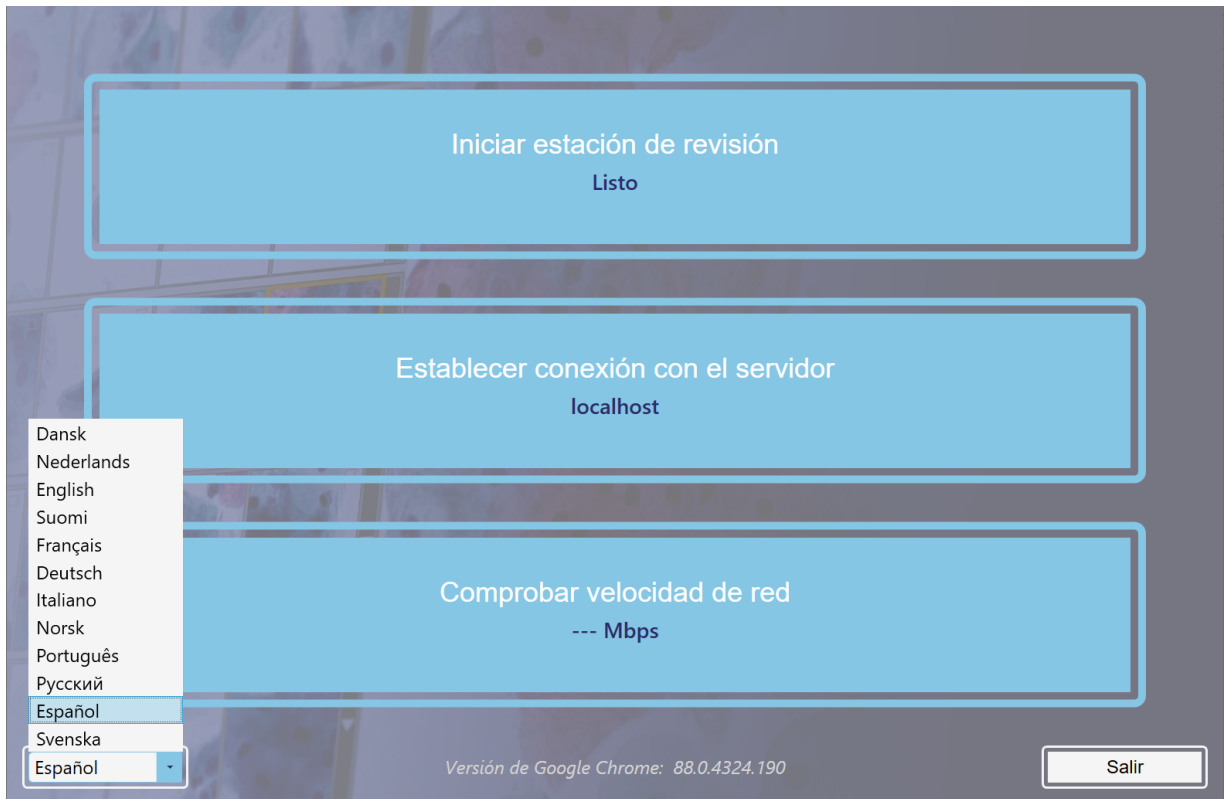 Iniciar estación de revisión
Listo
Establecer conexión con el servidor
localhost
Comprobar velocidad de red
--- Mbps
Dansk
Nederlands
English
Suomi
Français
Deutsch
Italiano
Norsk
Português
Русский
Español
Svenska
Español
Versión de Google Chrome: 88.0.4324.190
Salir